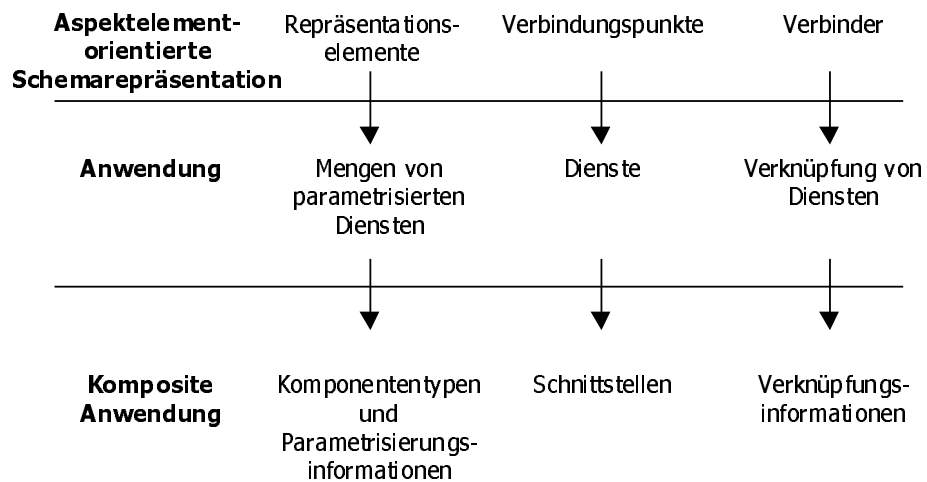 Aspektelement-
orientierte
Schemarepräsentation
Repräsentations-
elemente
Verbindungspunkte
Verbinder
Anwendung
Mengen von
parametrisierten
Diensten
Dienste
Verknüpfung von
Diensten
Komposite
Anwendung
Komponententypen
und
Parametrisierungs-
informationen
Schnittstellen
Verknüpfungs-
informationen